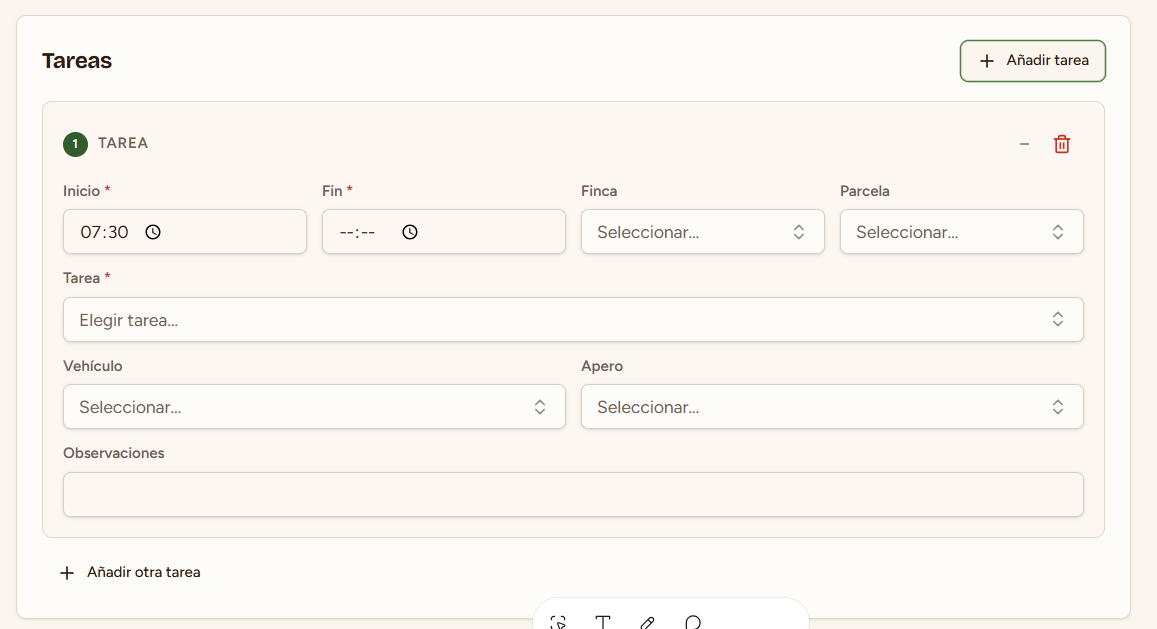 Tareas
Añadir tarea
1 TAREA
Inicio * Fin * Finca Parcela
07:30 --:-- Seleccionar... Seleccionar...
Tarea *
Elegir tarea...
Vehículo Apero
Seleccionar... Seleccionar...
Observaciones
Añadir otra tarea